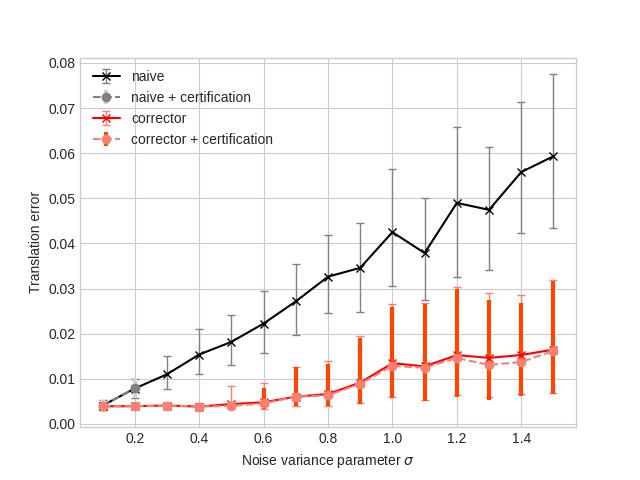 0.08
0.07
0.06
0.05
0.04
0.03
0.02
0.01
0.00
Translation error
naive
naive + certification
corrector
corrector + certification
0.2 0.4 0.6 0.8 1.0 1.2 1.4
Noise variance parameter σ